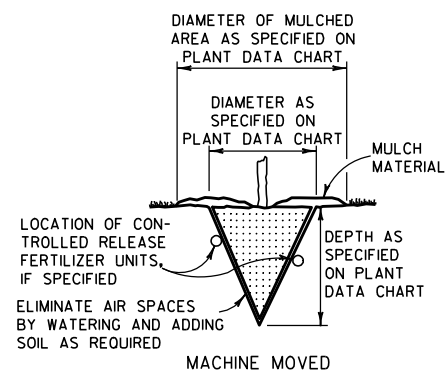 DIAMETER OF MULCHED
AREA AS SPECIFIED ON
PLANT DATA CHART
DIAMETER AS
SPECIFIED ON
PLANT DATA CHART
MULCH
MATERIAL
LOCATION OF CON-
TROLLED RELEASE
FERTILIZER UNITS,
IF SPECIFIED
DEPTH AS
SPECIFIED
ON PLANT
DATA CHART
ELIMINATE AIR SPACES
BY WATERING AND ADDING
SOIL AS REQUIRED
MACHINE MOVED